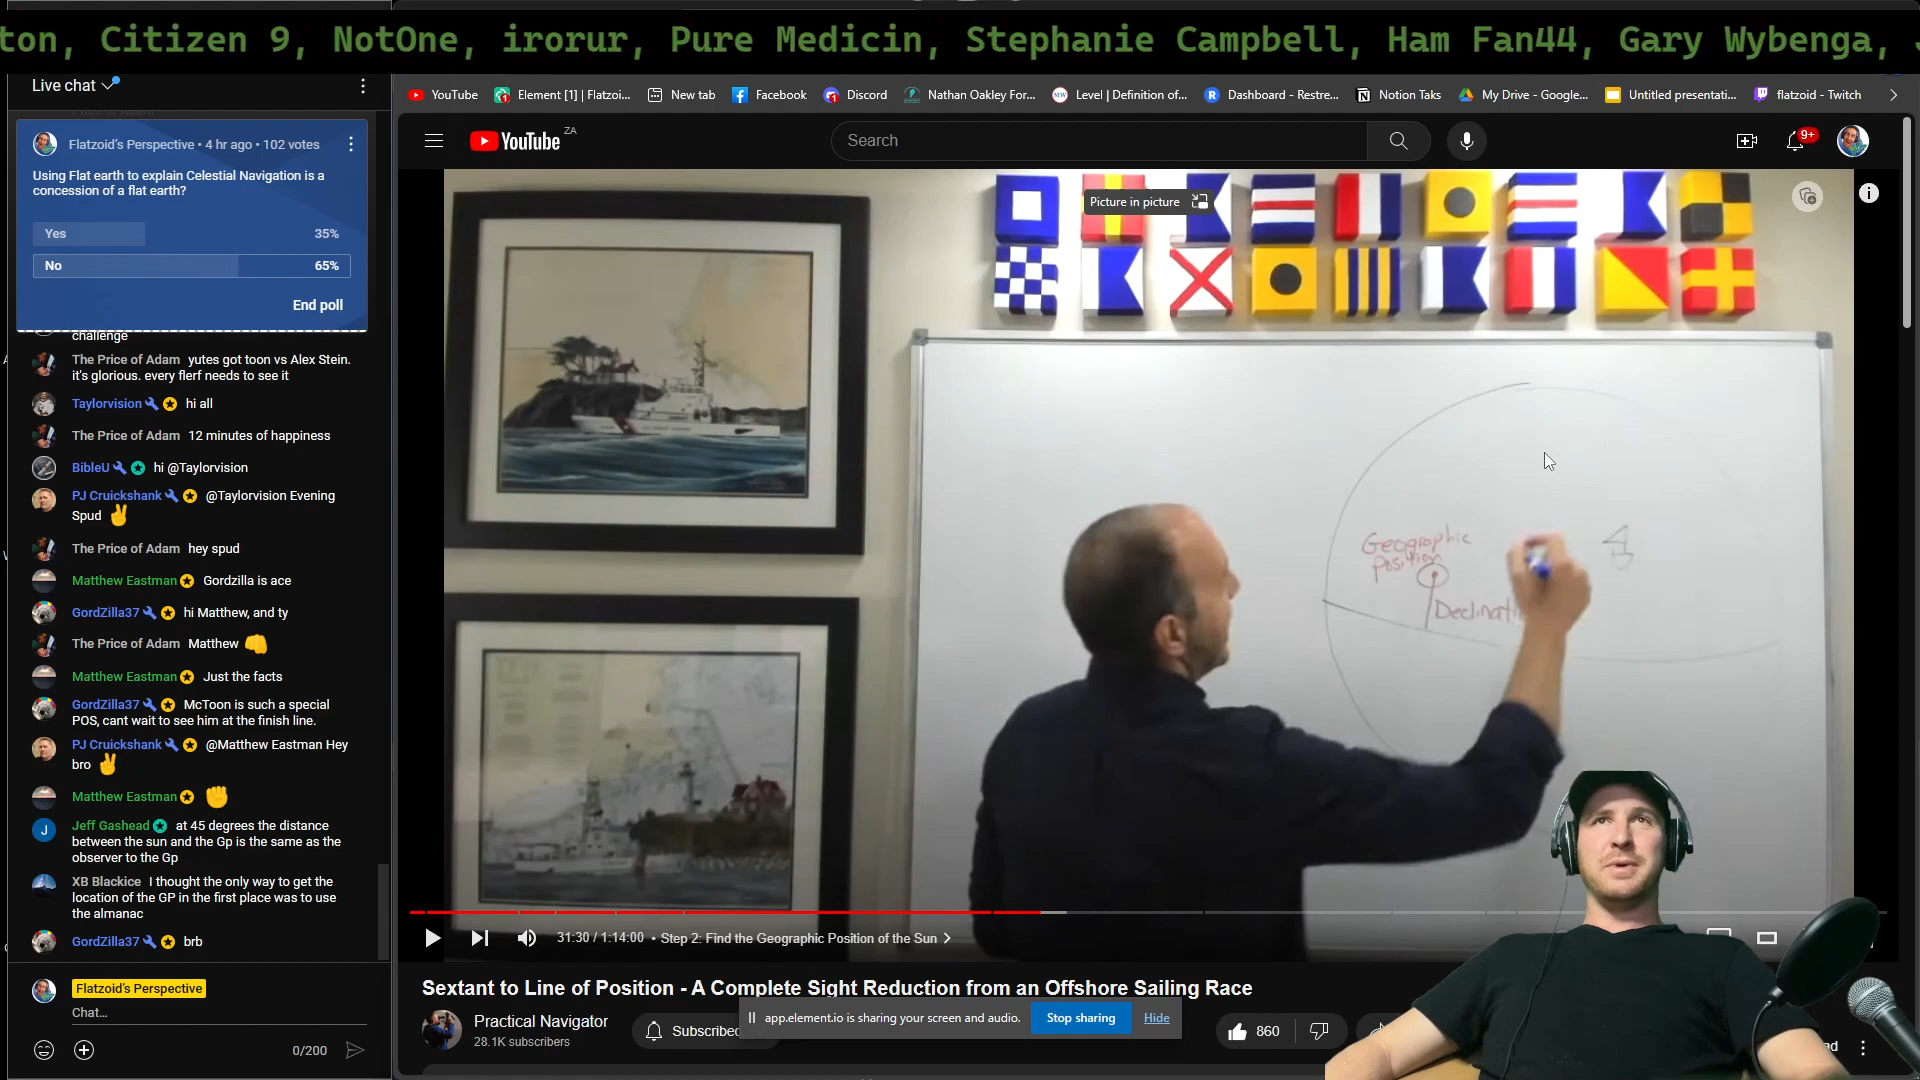 ton, Citizen 9, NotOne, irorur, Pure Medicin, Stephanie Campbell, Ham Fan44, Gary Wybenga,
Live chat
YouTube
Element [1] | Flatzoi...
New tab
Facebook
Discord
Nathan Oakley For...
Level | Definition of...
Dashboard - Restre...
Notion Taks
My Drive - Google...
Untitled presentati...
flatzoid - Twitch
Flatzoid's Perspective • 4 hr ago • 102 votes
Using Flat earth to explain Celestial Navigation is a
concession of a flat earth?
Yes 35%
No 65%
End poll
challenge
The Price of Adam yutes got toon vs Alex Stein.
it's glorious. every flerf needs to see it
Taylorvision hi all
The Price of Adam 12 minutes of happiness
BibleU hi @Taylorvision
PJ Cruickshank @Taylorvision Evening
Spud
The Price of Adam hey spud
Matthew Eastman Gordzilla is ace
GordZilla37 hi Matthew, and ty
The Price of Adam Matthew
Matthew Eastman Just the facts
GordZilla37 McToon is such a special
POS, cant wait to see him at the finish line.
PJ Cruickshank @Matthew Eastman Hey
bro
Matthew Eastman
J
Jeff Gashead at 45 degrees the distance
between the sun and the Gp is the same as the
observer to the Gp
XB Blackice I thought the only way to get the
location of the GP in the first place was to use
the almanac
GordZilla37 brb
Flatzoid's Perspective
Chat...
0/200
YouTube ZA
Search
9+
Picture in picture
Geographic
Position
Declinati
31:30 / 1:14:00 • Step 2: Find the Geographic Position of the Sun
Sextant to Line of Position - A Complete Sight Reduction from an Offshore Sailing Race
Practical Navigator
28.1K subscribers
Subscribed
app.element.io is sharing your screen and audio.
Stop sharing
Hide
860
ad